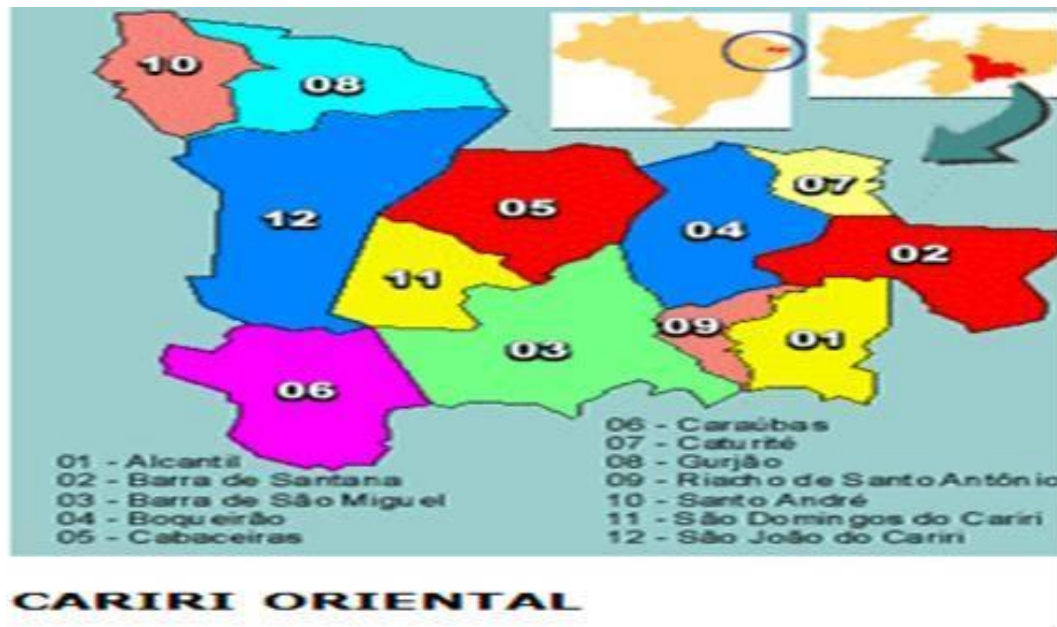 10
08
07
05
12
04
02
11
09
03
01
06
01 - Alcantil
02 - Barra de Santana
03 - Barra de São Miguel
04 - Boqueirão
05 - Cabaceiras
06 - Caraúbas
07 - Caturité
08 - Gurjão
09 - Riacho de Santo Antônio
10 - Santo André
11 - São Domingos do Cariri
12 - São João do Cariri
CARIRI ORIENTAL